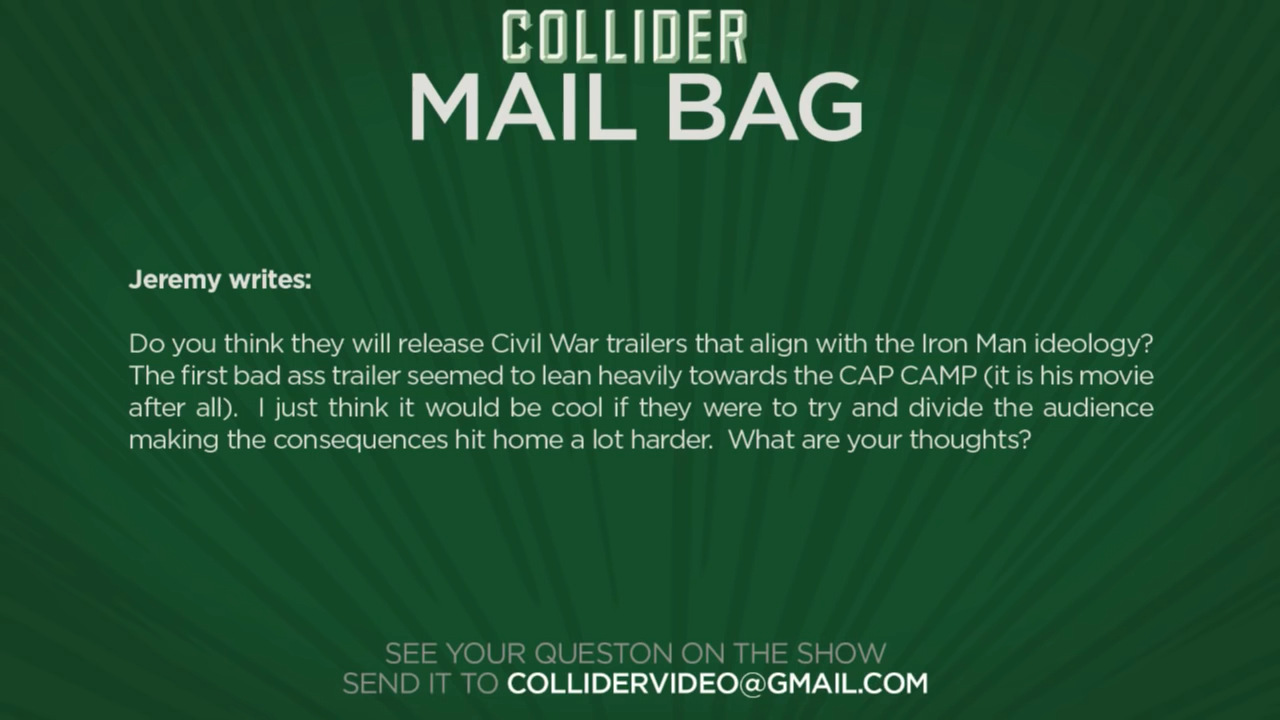 COLLIDER
MAIL BAG
Jeremy writes:
Do you think they will release Civil War trailers that align with the Iron Man ideology?
The first bad ass trailer seemed to lean heavily towards the CAP CAMP (it is his movie
after all).  I just think it would be cool if they were to try and divide the audience
making the consequences hit home a lot harder.  What are your thoughts?
SEE YOUR QUESTON ON THE SHOW
SEND IT TO COLLIDERVIDEO@GMAIL.COM